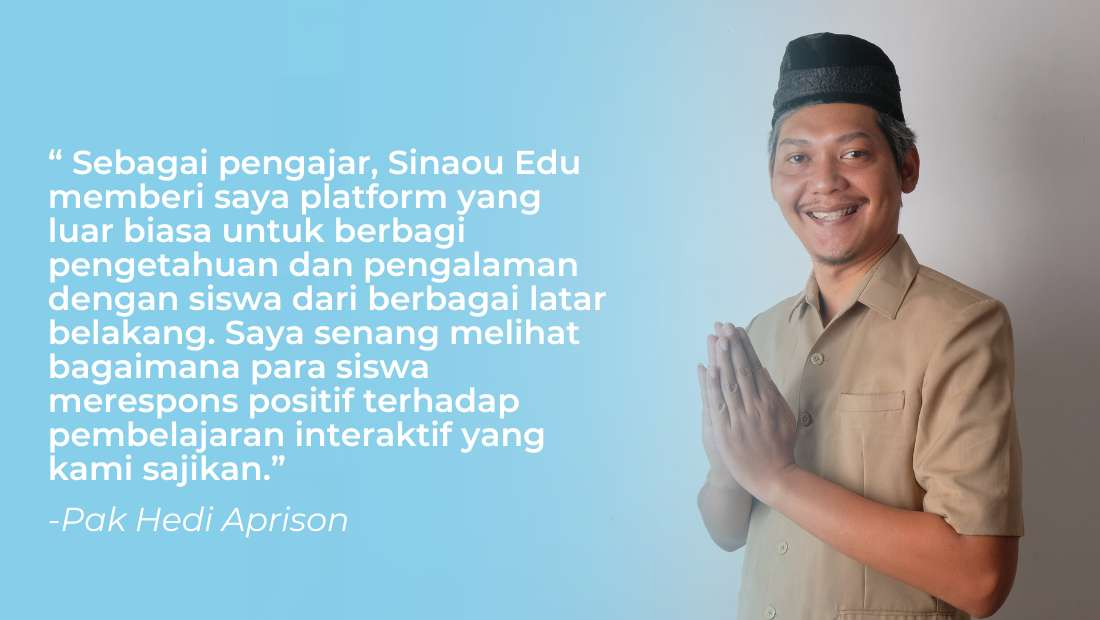 “ Sebagai pengajar, Sinaou Edu
memberi saya platform yang
luar biasa untuk berbagi
pengetahuan dan pengalaman
dengan siswa dari berbagai latar
belakang. Saya senang melihat
bagaimana para siswa
merespons positif terhadap
pembelajaran interaktif yang
kami sajikan.”
-Pak Hedi Aprison